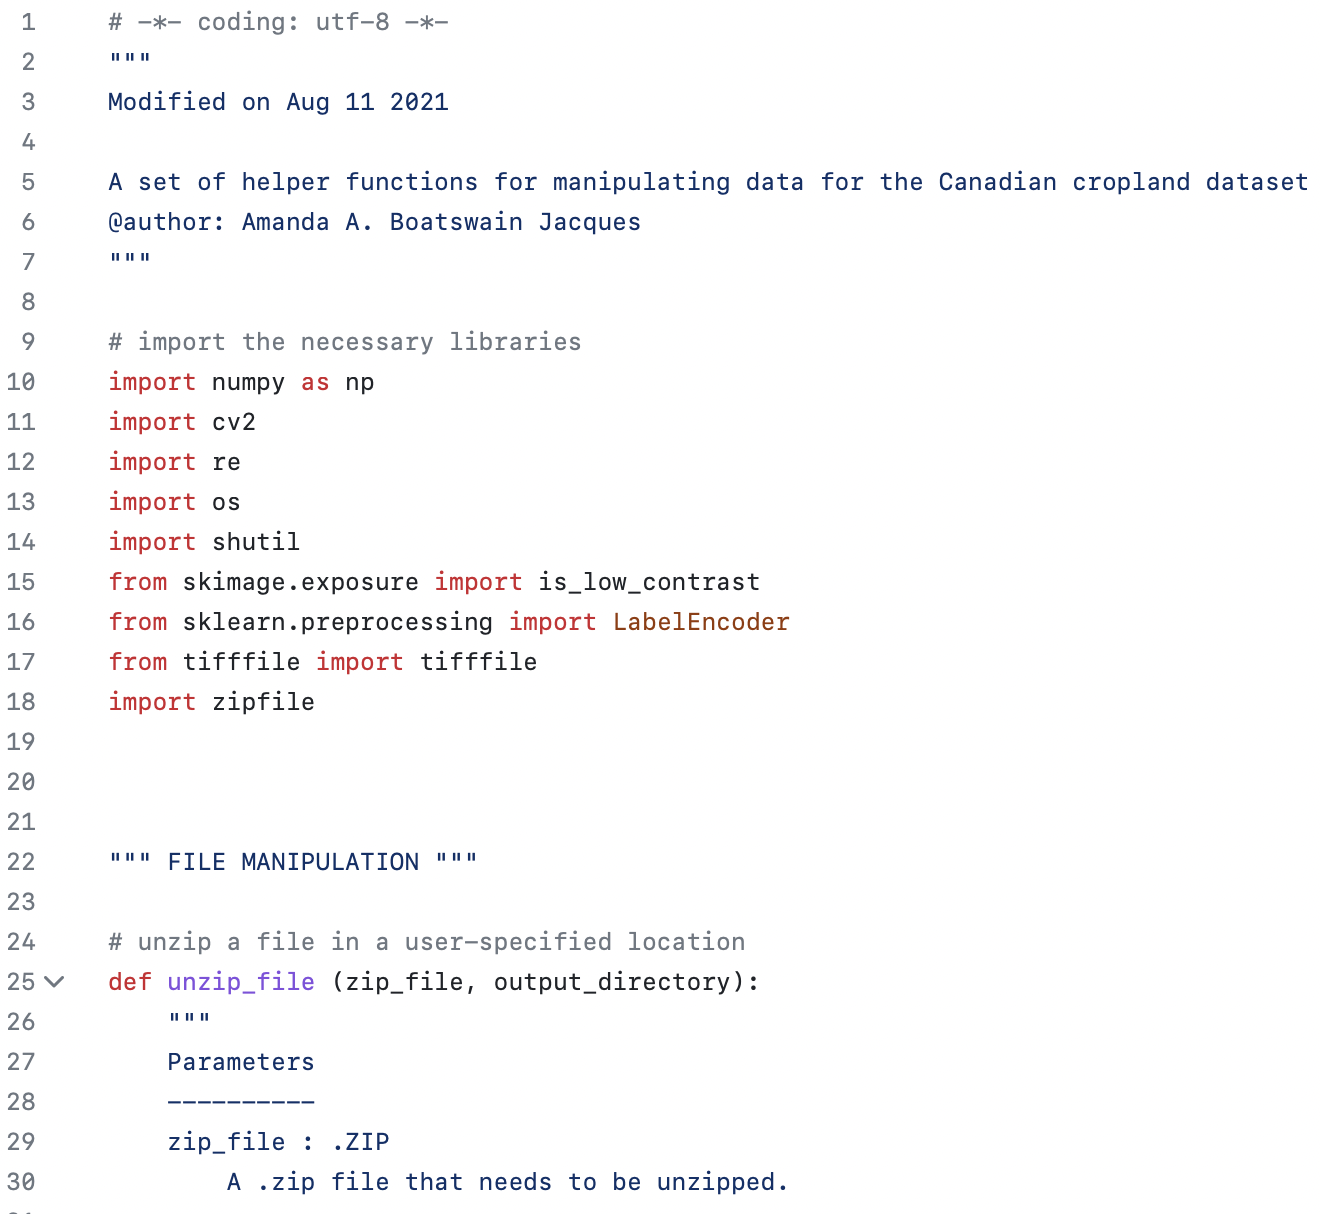 1 # -*- coding: utf-8 -*-
2 """
3 Modified on Aug 11 2021
4
5 A set of helper functions for manipulating data for the Canadian cropland dataset
6 @author: Amanda A. Boatswain Jacques
7 """
8
9 # import the necessary libraries
10 import numpy as np
11 import cv2
12 import re
13 import os
14 import shutil
15 from skimage.exposure import is_low_contrast
16 from sklearn.preprocessing import LabelEncoder
17 from tifffile import tifffile
18 import zipfile
19
20
21
22 """ FILE MANIPULATION """
23
24 # unzip a file in a user-specified location
25 def unzip_file (zip_file, output_directory):
26     """
27     Parameters
28     ----------
29     zip_file : .ZIP
30         A .zip file that needs to be unzipped.